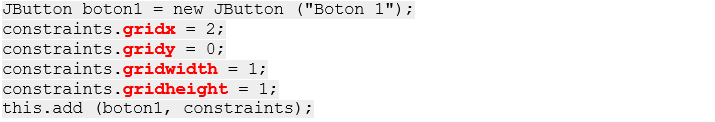 JButton boton1 = new JButton ("Boton 1");
constraints.gridx = 2;
constraints.gridy = 0;
constraints.gridwidth = 1;
constraints.gridheight = 1;
this.add (boton1, constraints);